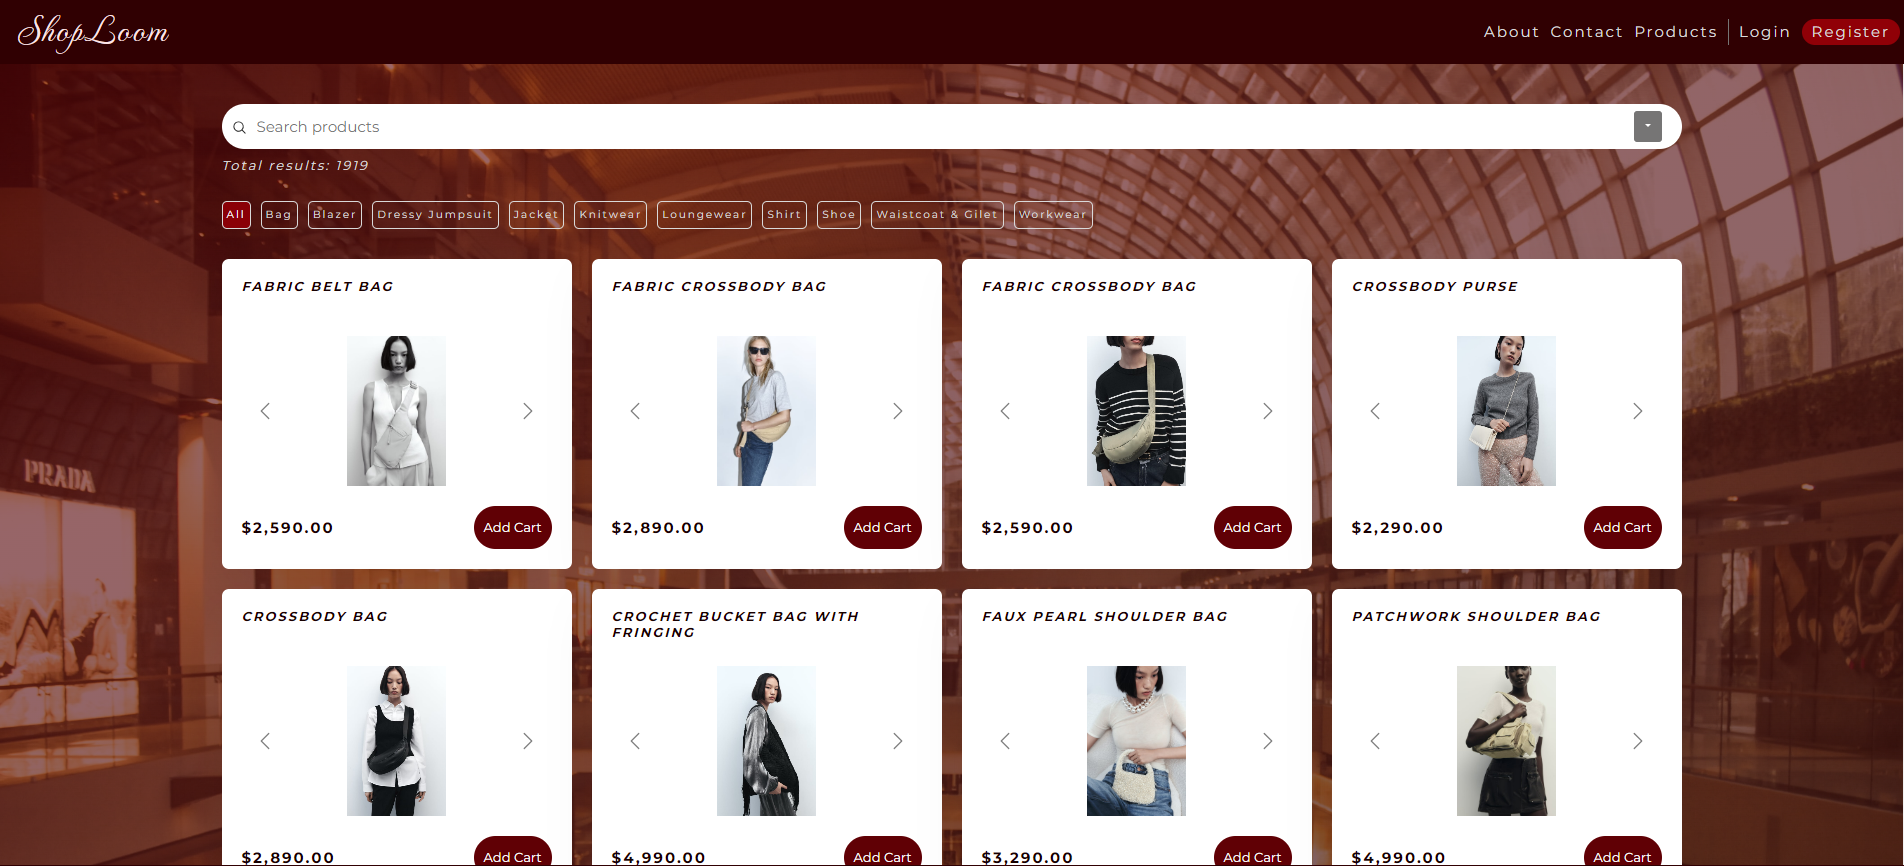 ShopLoom
About Contact Products Login Register
Search products
Total results: 1919
All Bag Blazer Dressy Jumpsuit Jacket Knitwear Loungewear Shirt Shoe Waistcoat & Gilet Workwear
FABRIC BELT BAG
$2,590.00 Add Cart
FABRIC CROSSBODY BAG
$2,890.00 Add Cart
FABRIC CROSSBODY BAG
$2,590.00 Add Cart
CROSSBODY PURSE
$2,290.00 Add Cart
PRADA
CROSSBODY BAG
$2,890.00 Add Cart
CROCHET BUCKET BAG WITH
FRINGING
$4,990.00 Add Cart
FAUX PEARL SHOULDER BAG
$3,290.00 Add Cart
PATCHWORK SHOULDER BAG
$4,990.00 Add Cart